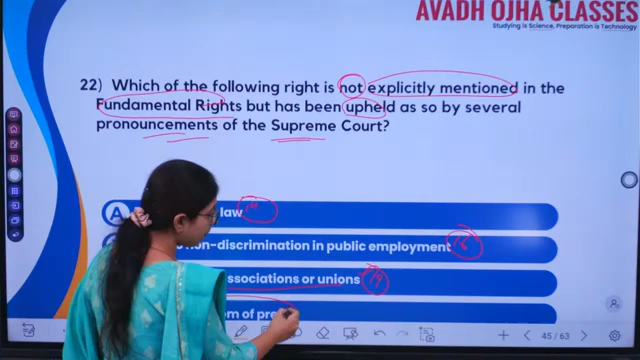 AVADH OJHA CLASSES
Studying is Science, Preparation is Technology
22) Which of the following right is not explicitly mentioned in the
Fundamental Rights but has been upheld as so by several
pronouncements of the Supreme Court?
A law
non-discrimination in public employment
associations or unions
45 / 63